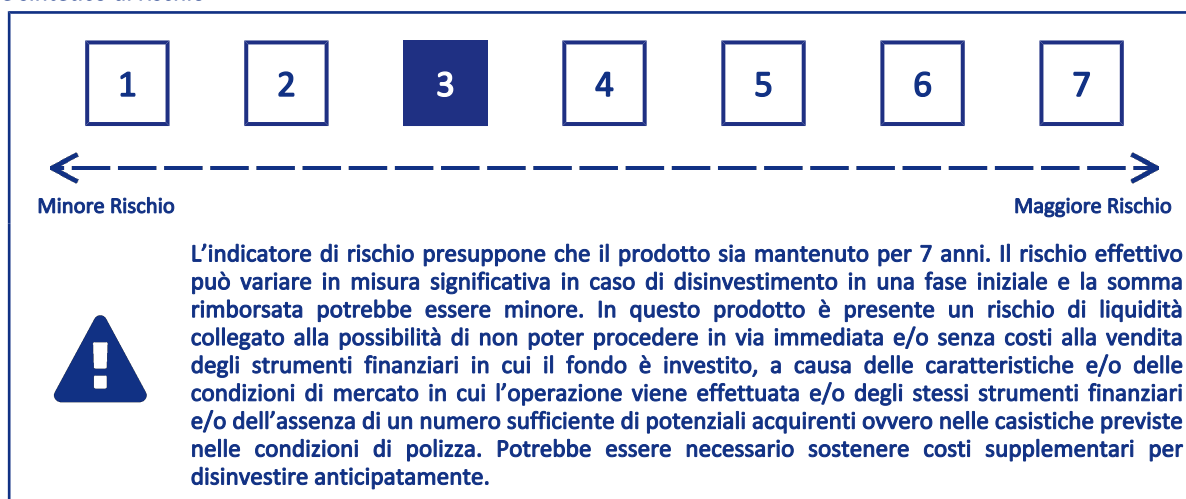 1 2 3 4 5 6 7
Minore Rischio Maggiore Rischio
L'indicatore di rischio presuppone che il prodotto sia mantenuto per 7 anni. Il rischio effettivo
può variare in misura significativa in caso di disinvestimento in una fase iniziale e la somma
rimborsata potrebbe essere minore. In questo prodotto è presente un rischio di liquidità
collegato alla possibilità di non poter procedere in via immediata e/o senza costi alla vendita
degli strumenti finanziari in cui il fondo è investito, a causa delle caratteristiche e/o delle
condizioni di mercato in cui l'operazione viene effettuata e/o degli stessi strumenti finanziari
e/o dell'assenza di un numero sufficiente di potenziali acquirenti ovvero nelle casistiche previste
nelle condizioni di polizza. Potrebbe essere necessario sostenere costi supplementari per
disinvestire anticipatamente.